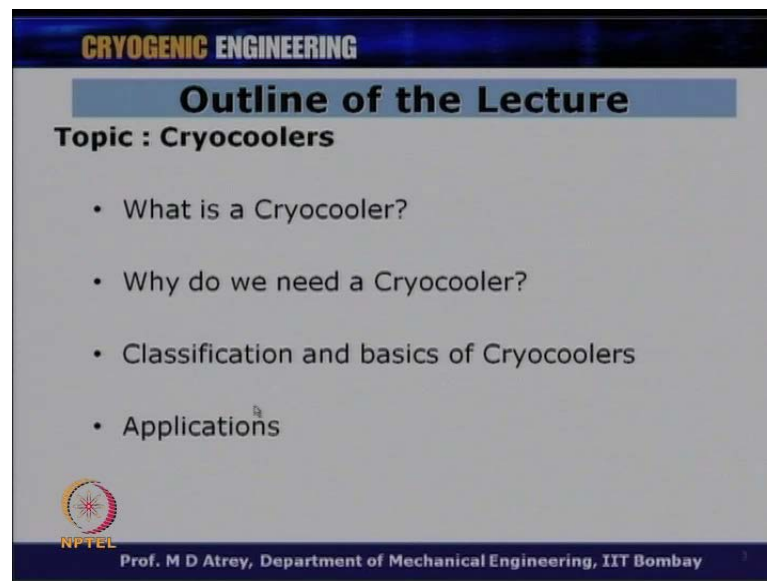 CRYOGENIC ENGINEERING
Outline of the Lecture
Topic : Cryocoolers
• What is a Cryocooler?
• Why do we need a Cryocooler?
• Classification and basics of Cryocoolers
• Applications
NPTEL
Prof. M D Atrey, Department of Mechanical Engineering, IIT Bombay
3